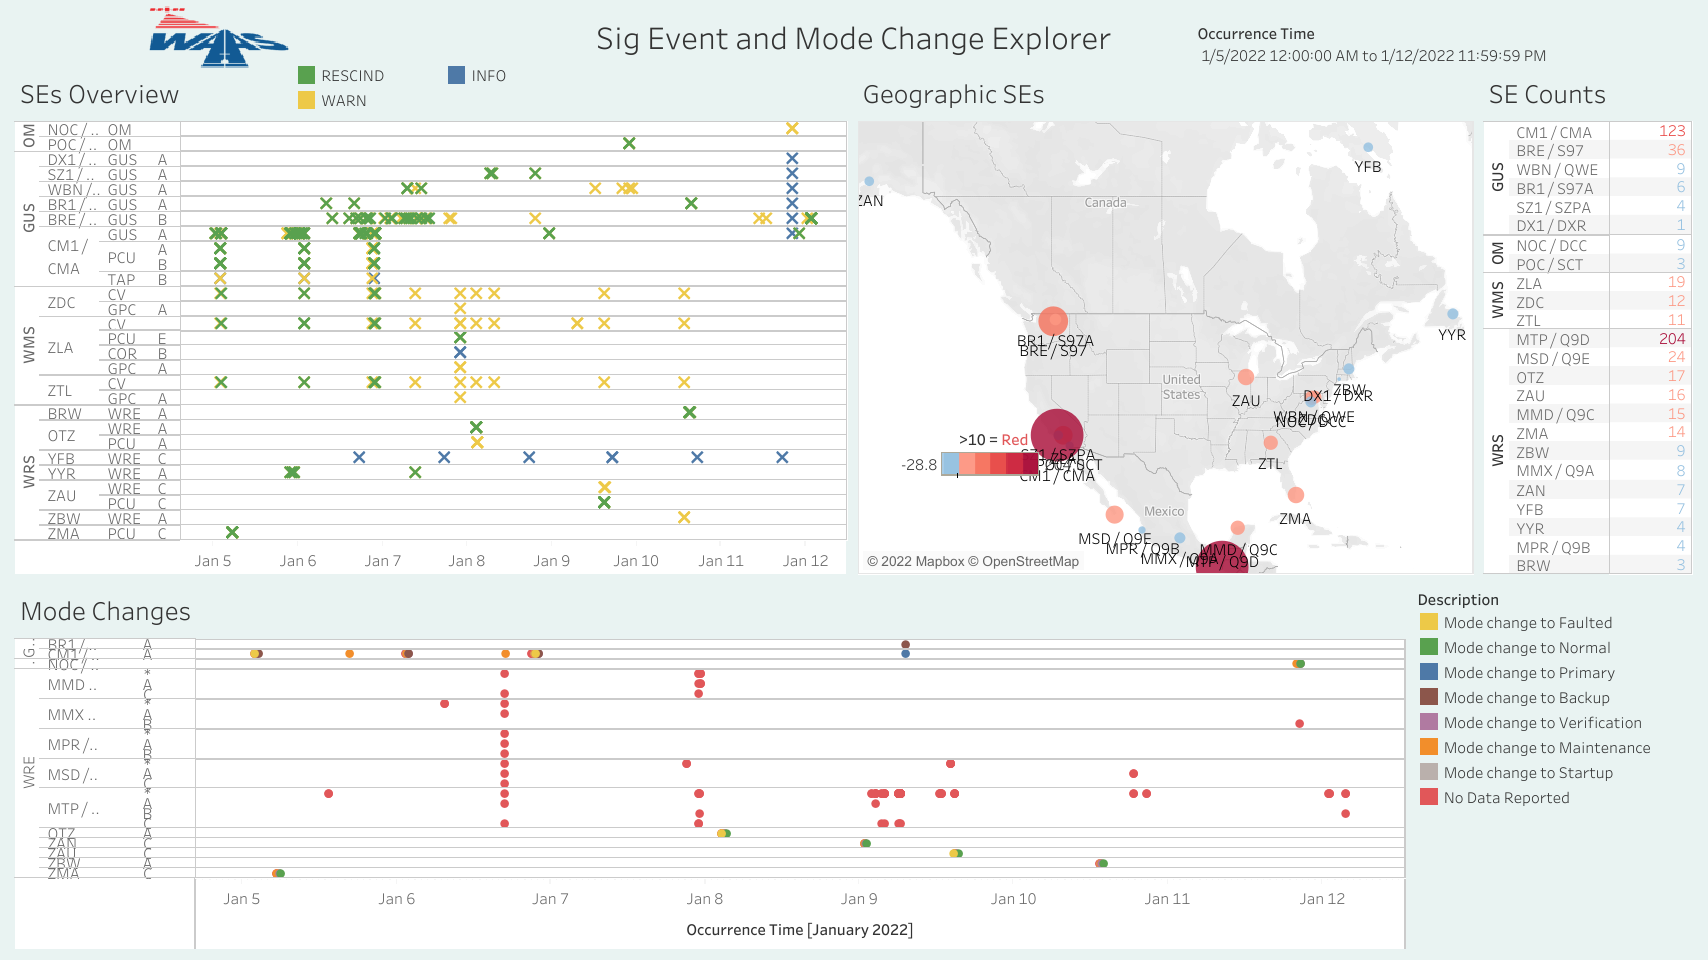 WAAS
Sig Event and Mode Change Explorer
Occurrence Time
1/5/2022 12:00:00 AM to 1/12/2022 11:59:59 PM
RESCIND
INFO
WARN
SEs Overview
OM
NOC / .. OM
POC / .. OM
GUS
DX1 / .. GUS A
SZ1 / .. GUS A
WBN / .. GUS A
BR1 / .. GUS A
BRE / .. GUS B
CM1 / CMA
GUS A
PCU A
B
TAP B
WMS
ZDC CV
GPC A
ZLA CV
PCU E
COR B
GPC A
ZTL CV
GPC A
WRS
BRW WRE A
OTZ WRE A
PCU A
YFB WRE C
YYR WRE A
ZAU WRE C
PCU C
ZBW WRE A
ZMA PCU C
Jan 5 Jan 6 Jan 7 Jan 8 Jan 9 Jan 10 Jan 11 Jan 12
Geographic SEs
YFB
ZAN
Canada
YYR
BR1 / S97A
BRE / S97
United States
ZBW
ZAU
DX1 / DXR
WBN / QWE
NOC / DCC
>10 = Red
SZ1 / SZPA
ZTL
-28.8
CM1 / CMA
ZMA
Mexico
MSD / Q9E
MPR / Q9B
MMD / Q9C
MMX / Q9A
MTP / Q9D
© 2022 Mapbox © OpenStreetMap
SE Counts
GUS
CM1 / CMA 123
BRE / S97 36
WBN / QWE 9
BR1 / S97A 6
SZ1 / SZPA 4
DX1 / DXR 1
OM
NOC / DCC 9
POC / SCT 3
WMS
ZLA 19
ZDC 12
ZTL 11
WRS
MTP / Q9D 204
MSD / Q9E 24
OTZ 17
ZAU 16
MMD / Q9C 15
ZMA 14
ZBW 9
MMX / Q9A 8
ZAN 7
YFB 7
YYR 4
MPR / Q9B 4
BRW 3
Mode Changes
. G..
BR1 / .. A
CM1 / .. A
NOC / ..
WRE
MMD .. * A C
MMX .. * A B
MPR / .. * A B
MSD / .. * A C
MTP / .. * A B C
OTZ A
ZAN C
ZAU C
ZBW A
ZMA C
Jan 5 Jan 6 Jan 7 Jan 8 Jan 9 Jan 10 Jan 11 Jan 12
Occurrence Time [January 2022]
Description
Mode change to Faulted
Mode change to Normal
Mode change to Primary
Mode change to Backup
Mode change to Verification
Mode change to Maintenance
Mode change to Startup
No Data Reported